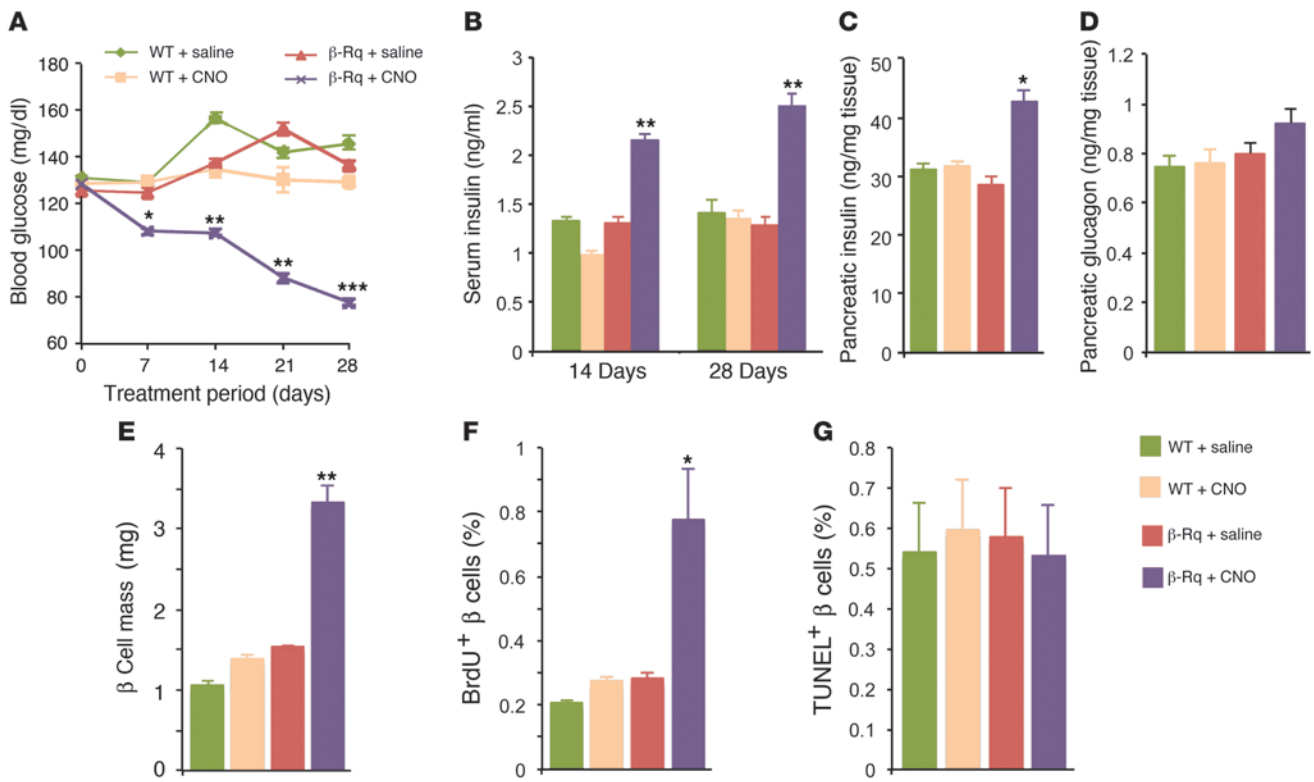 A
WT + saline
WT + CNO
β-Rq + saline
β-Rq + CNO
Blood glucose (mg/dl)
180
160
140
120
100
80
60
*
**
**
***
0 7 14 21 28
Treatment period (days)
B
Serum insulin (ng/ml)
3
2.5
2
1.5
1
0.5
0
**
**
14 Days 28 Days
C
Pancreatic insulin (ng/mg tissue)
50
40
30
20
10
0
*
D
Pancreatic glucagon (ng/mg tissue)
1.2
1
0.8
0.6
0.4
0.2
0
E
β Cell mass (mg)
4
3
2
1
0
**
F
BrdU+ β cells (%)
1
0.8
0.6
0.4
0.2
0
*
G
TUNEL+ β cells (%)
0.8
0.7
0.6
0.5
0.4
0.3
0.2
0.1
0
WT + saline
WT + CNO
β-Rq + saline
β-Rq + CNO